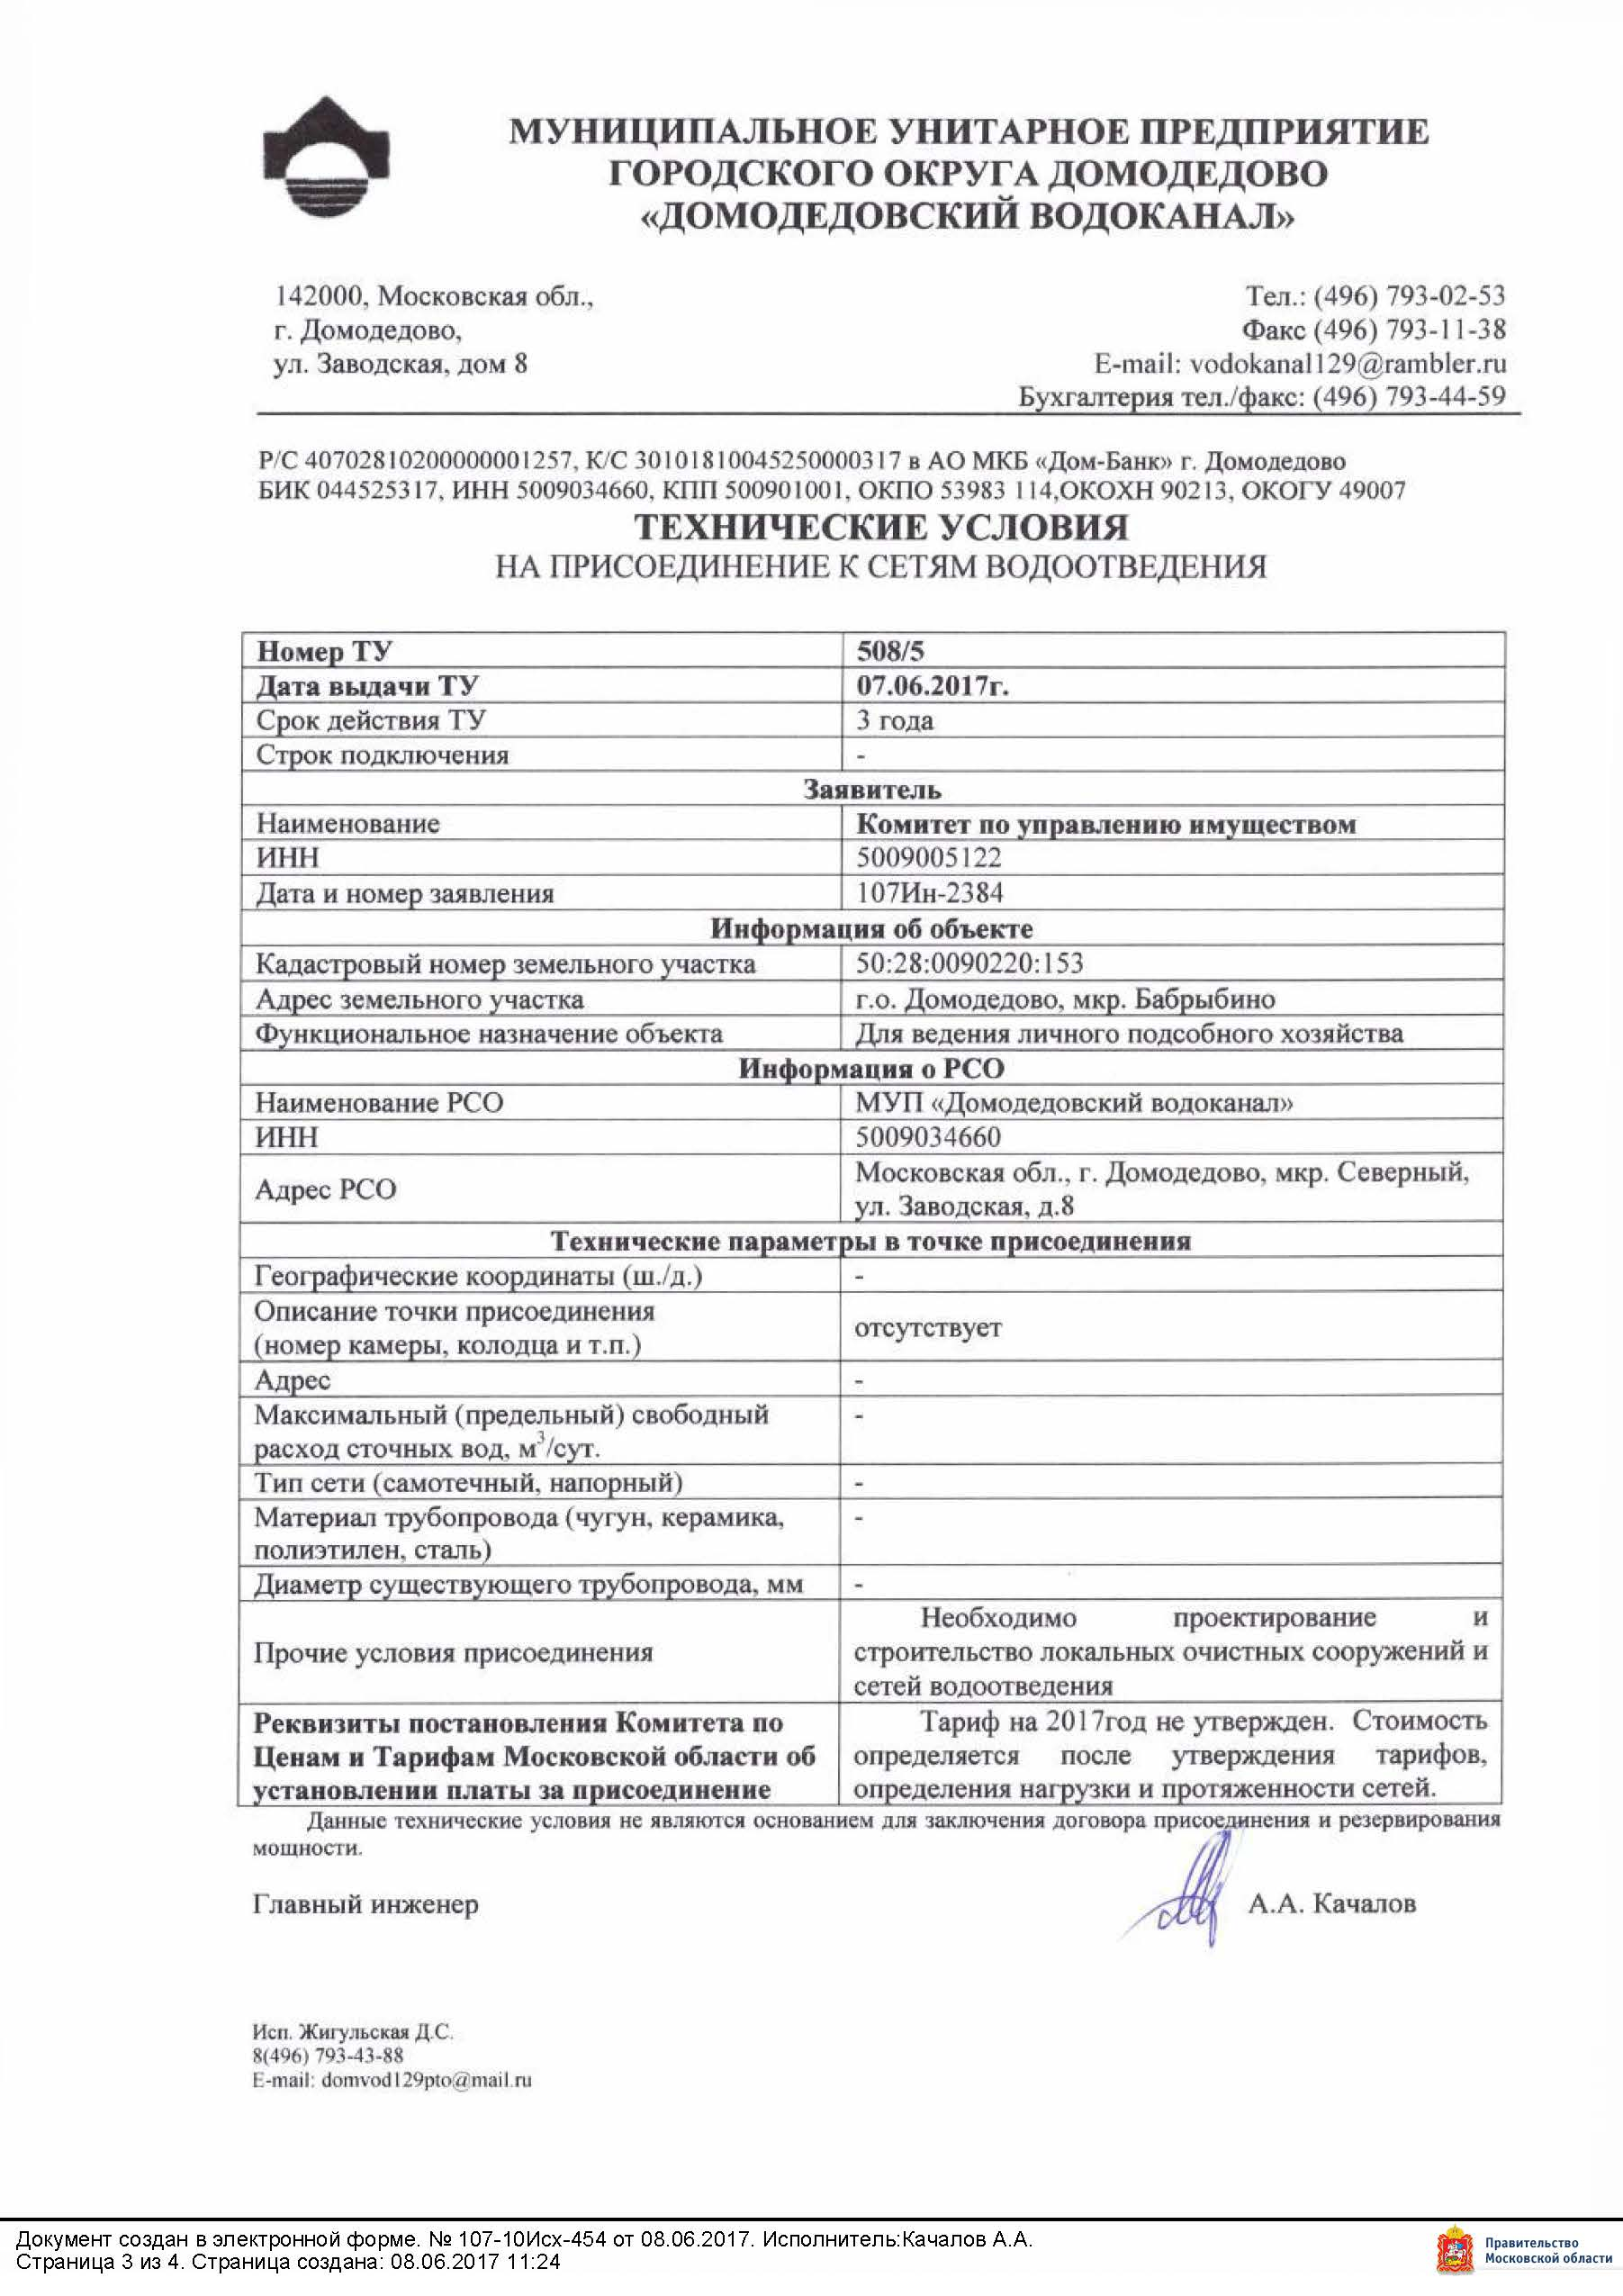 МУНИЦИПАЛЬНОЕ УНИТАРНОЕ ПРЕДПРИЯТИЕ
ГОРОДСКОГО ОКРУГА ДОМОДЕДОВО
«ДОМОДЕДОВСКИЙ ВОДОКАНАЛ»
142000, Московская обл.,
г. Домодедово,
ул. Заводская, дом 8
Тел.: (496) 793-02-53
Факс (496) 793-11-38
E-mail: vodokanal129@rambler.ru
Бухгалтерия тел./факс: (496) 793-44-59
Р/С 40702810200000001257, К/С 30101810045250000317 в АО МКБ «Дом-Банк» г. Домодедово
БИК 044525317, ИНН 5009034660, КПП 500901001, ОКПО 53983 114,ОКОХН 90213, ОКОГУ 49007
ТЕХНИЧЕСКИЕ УСЛОВИЯ
НА ПРИСОЕДИНЕНИЕ К СЕТЯМ ВОДООТВЕДЕНИЯ
Номер ТУ 508/5
Дата выдачи ТУ 07.06.2017г.
Срок действия ТУ 3 года
Строк подключения -
Заявитель
Наименование Комитет по управлению имуществом
ИНН 5009005122
Дата и номер заявления 107Ин-2384
Информация об объекте
Кадастровый номер земельного участка 50:28:0090220:153
Адрес земельного участка г.о. Домодедово, мкр. Бабрыбино
Функциональное назначение объекта Для ведения личного подсобного хозяйства
Информация о РСО
Наименование РСО МУП «Домодедовский водоканал»
ИНН 5009034660
Адрес РСО Московская обл., г. Домодедово, мкр. Северный,
ул. Заводская, д.8
Технические параметры в точке присоединения
Географические координаты (ш./д.) -
Описание точки присоединения
(номер камеры, колодца и т.п.) отсутствует
Адрес -
Максимальный (предельный) свободный -
расход сточных вод, м³/сут.
Тип сети (самотечный, напорный) -
Материал трубопровода (чугун, керамика, -
полиэтилен, сталь)
Диаметр существующего трубопровода, мм -
Прочие условия присоединения Необходимо проектирование и
строительство локальных очистных сооружений и
сетей водоотведения
Реквизиты постановления Комитета по
Ценам и Тарифам Московской области об
установлении платы за присоединение
Тариф на 2017год не утвержден. Стоимость
определяется после утверждения тарифов,
определения нагрузки и протяженности сетей.
Данные технические условия не являются основанием для заключения договора присоединения и резервирования
мощности.
Главный инженер А.А. Качалов
Исп. Жигульская Д.С.
8(496) 793-43-88
E-mail: domvod129pto@mail.ru
Документ создан в электронной форме. № 107-10Исх-454 от 08.06.2017. Исполнитель:Качалов А.А.
Страница 3 из 4. Страница создана: 08.06.2017 11:24
Правительство
Московской области